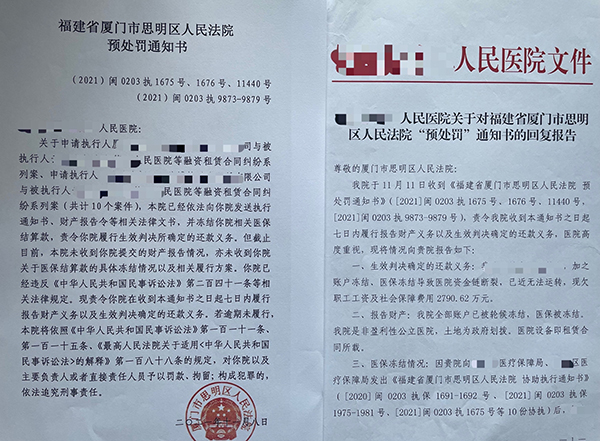 福建省厦门市思明区人民法院
预处罚通知书
(2021)闽0203执1675号、1676号、11440号
(2021)闽0203执9873-9879号)
人民医院:
关于申请执行人 司与被
执行人 民医院等融资租赁合同纠纷系
列案、申请执行人 有限公司
与被执行人 民医院等融资租赁合同
纠纷系列案(共计10个案件),本院已经依法向你院发送执行
通知书、财产报告令等相关法律文书,并冻结你院相关医保
结算款,责令你院履行生效判决所确定的还款义务。但截止
目前,本院未收到你院提交的财产报告情况,亦未收到你院
关于医保结算款的具体冻结情况以及相关履行方案。你院已
经违反《中华人民共和国民事诉讼法》第二百四十一条等相
关法律规定。现责令你院在收到本通知书之日起七日内履行
报告财产义务以及生效判决确定的还款义务。若逾期未履行,
本院将依照《中华人民共和国民事诉讼法》第一百一十一条、
第一百一十五条、《最高人民法院关于适用<中华人民共和国
民事诉讼法>的解释》第一百八十八条的规定,对你院以及
主要负责人或者直接责任人员予以罚款、拘留;构成犯罪的,
依法追究刑事责任。
二〇二 月八日
厦门市思明区人民法院
人民医院文件
人民医院关于对福建省厦门市思明
区人民法院“预处罚”通知书的回复报告
尊敬的厦门市思明区人民法院:
我院于11月11日收到《福建省厦门市思明区人民法院 预
处罚通知书》([2021]闽0203执1675号、1676号、11440号、
[2021]闽0203执9873-9879号),责令我院收到本通知书之日起
七日内履行报告财产义务以及生效判决确定的还款义务。医院高
度重视,现将情况向贵院报告如下:
一、生效判决确定的还款义务: 加之
账户冻结、医保冻结导致医院资金链断裂,已近无法运转,现欠
职工工资及社会保障费用2790.62万元。
二、报告财产:我院全部账户已被轮候冻结、医保被冻结。
我院是非盈利性公立医院,土地为政府划拨,医院设备即租赁合
同所载。
三、医保冻结情况:因贵院向 医疗保障局、 区医
疗保障局发出《福建省厦门市思明区人民法院 协助执行通知书》
([2020]闽0203执保1691-1692号、[2021]闽0203执保
1975-1981号、[2021]闽0203执1675号等10份协执)后,
1